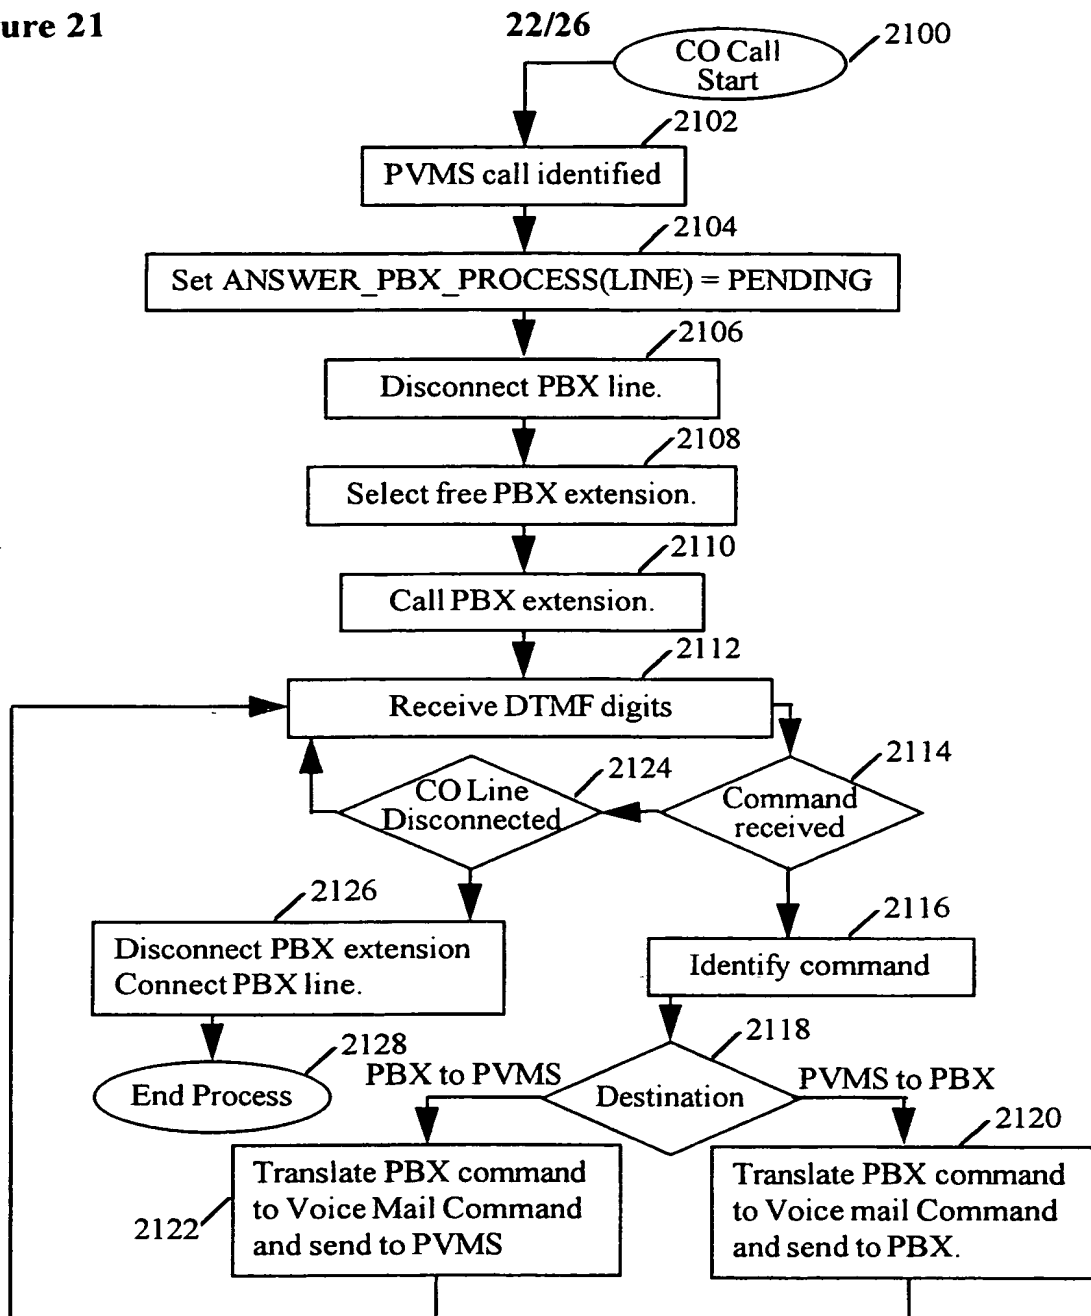 ure 21
22/26
CO Call
Start
2100
2102
PVMS call identified
2104
Set ANSWER_PBX_PROCESS(LINE) = PENDING
2106
Disconnect PBX line.
2108
Select free PBX extension.
2110
Call PBX extension.
2112
Receive DTMF digits
2114
Command
received
2124
CO Line
Disconnected
2126
Disconnect PBX extension
Connect PBX line.
2116
Identify command
2128
End Process
2118
Destination
PBX to PVMS
PVMS to PBX
2122
Translate PBX command
to Voice Mail Command
and send to PVMS
2120
Translate PBX command
to Voice mail Command
and send to PBX.